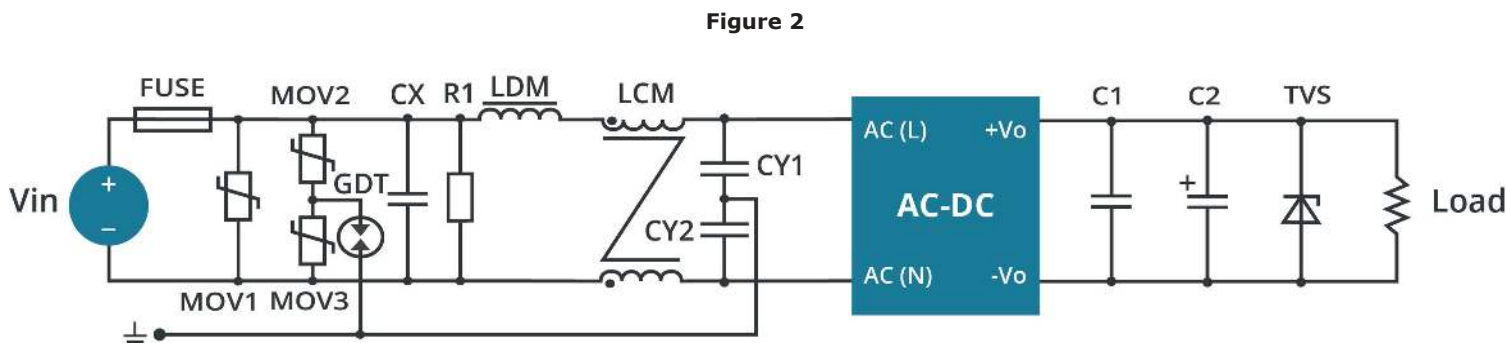 Figure 2
FUSE
MOV2
CX
R1
LDM
LCM
C1
C2
TVS
AC (L)
+Vo
Vin
+
−
GDT
CY1
CY2
AC-DC
+
Load
AC (N)
-Vo
MOV1
MOV3